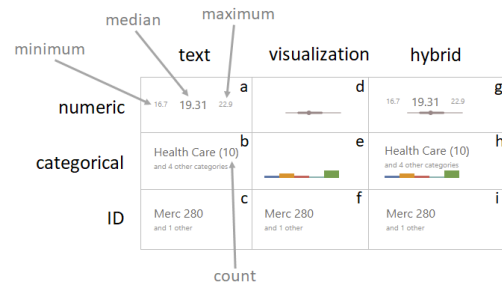 median
maximum
minimum
text visualization hybrid
numeric
a
16.7 19.31 22.9
d
g
16.7 19.31 22.9
categorical
b
Health Care (10)
and 4 other categories
e
h
Health Care (10)
and 4 other categories
ID
c
Merc 280
and 1 other
f
Merc 280
and 1 other
i
Merc 280
and 1 other
count